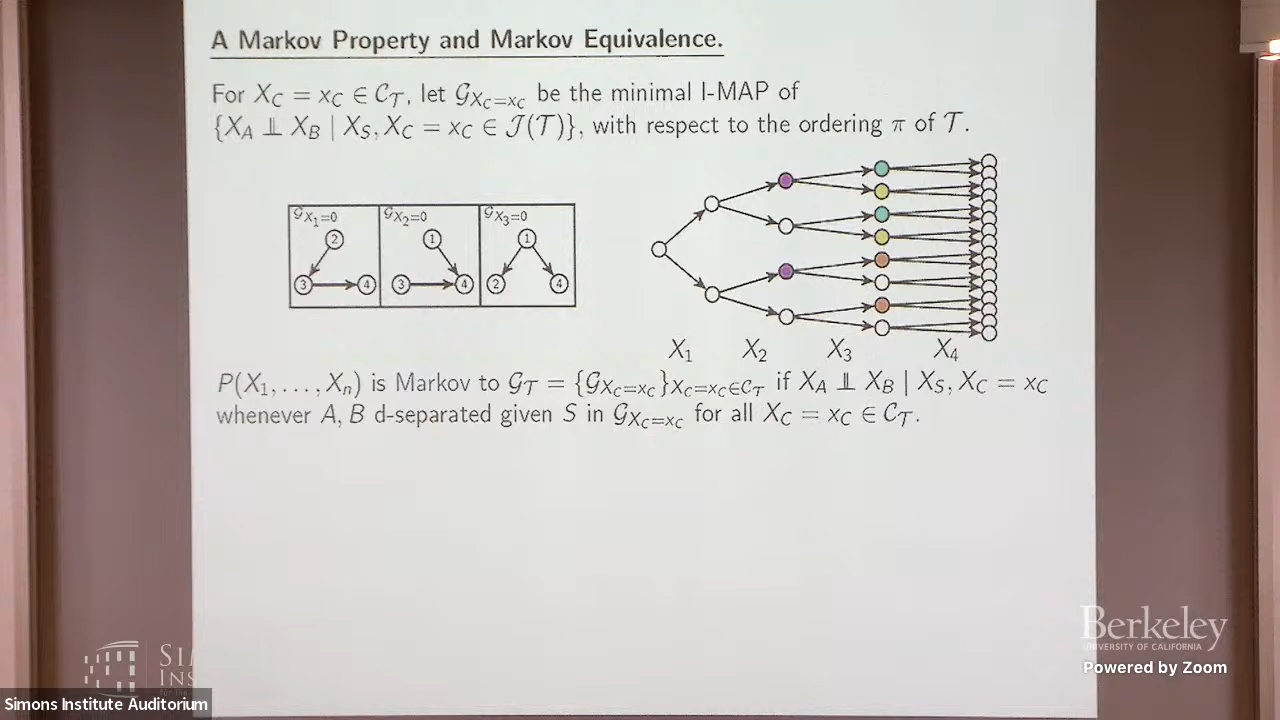 A Markov Property and Markov Equivalence.
For X_C = x_C ∈ 𝒞_𝒯, let 𝒢_{X_C=x_C} be the minimal I-MAP of
{X_A ⫫ X_B | X_S, X_C = x_C ∈ 𝒥(𝒯)}, with respect to the ordering π of 𝒯.
𝒢_{X_1=0} 𝒢_{X_2=0} 𝒢_{X_3=0}
2 1 1
3 4 3 4 2 4
X_1 X_2 X_3 X_4
P(X_1, …, X_n) is Markov to 𝒢_𝒯 = {𝒢_{X_C=x_C}}_{X_C=x_C∈𝒞_𝒯} if X_A ⫫ X_B | X_S, X_C = x_C
whenever A, B d-separated given S in 𝒢_{X_C=x_C} for all X_C = x_C ∈ 𝒞_𝒯.
Berkeley
UNIVERSITY OF CALIFORNIA
Powered by Zoom
Simons Institute Auditorium